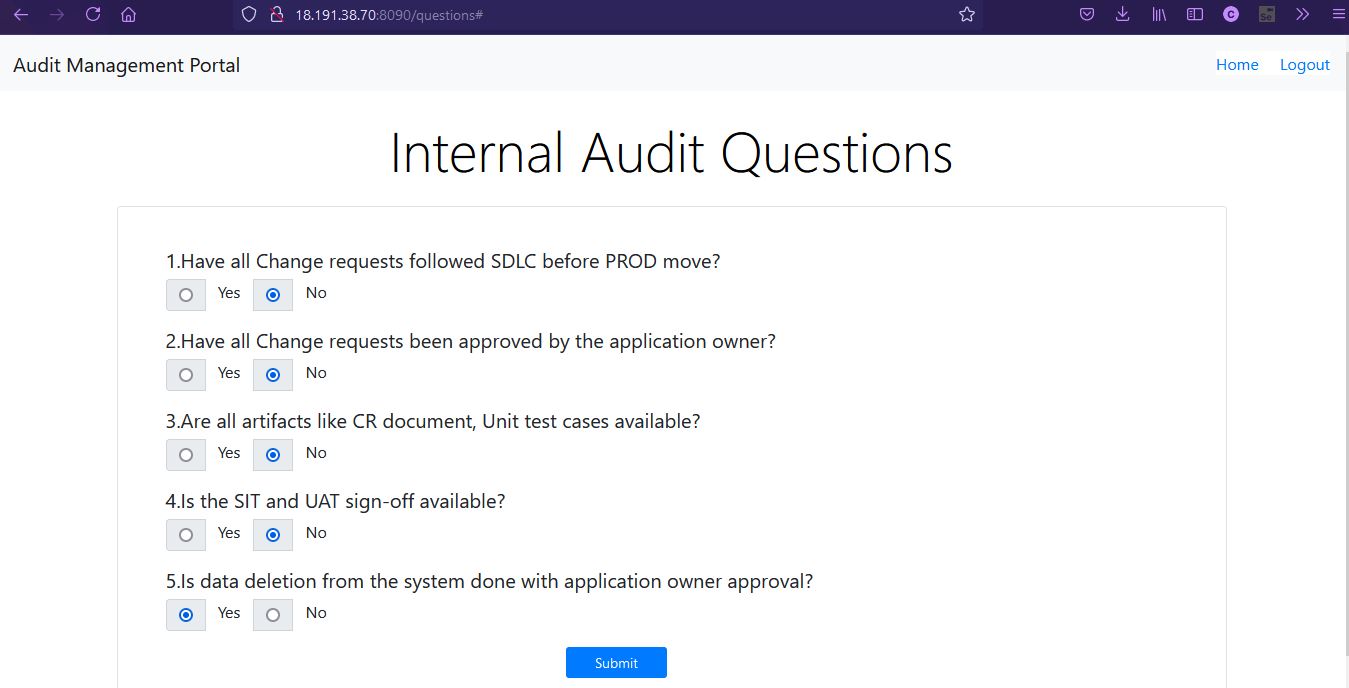 18.191.38.70:8090/questions#
C
Se
Audit Management Portal
Home Logout
Internal Audit Questions
1.Have all Change requests followed SDLC before PROD move?
Yes No
2.Have all Change requests been approved by the application owner?
Yes No
3.Are all artifacts like CR document, Unit test cases available?
Yes No
4.Is the SIT and UAT sign-off available?
Yes No
5.Is data deletion from the system done with application owner approval?
Yes No
Submit